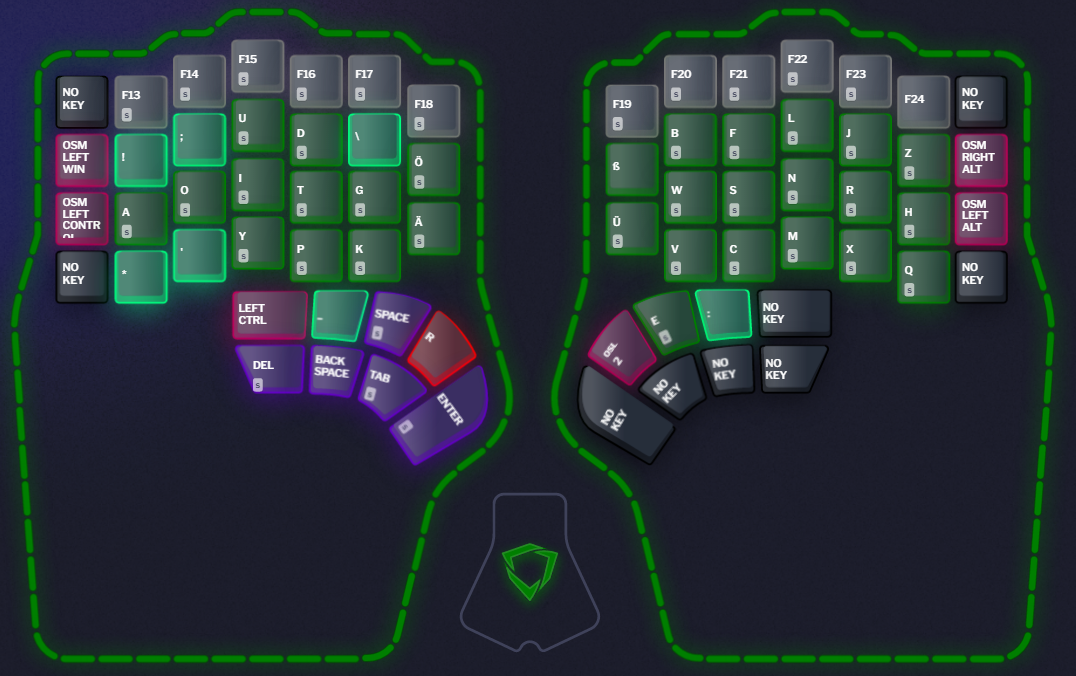 NO
KEY
F13
s
F14
s
F15
s
F16
s
F17
s
F18
s
OSM
LEFT
WIN
!
;
U
s
D
s
\
Ö
s
OSM
LEFT
CONTR
OL
A
s
O
s
I
s
T
s
G
s
Ä
s
NO
KEY
*
'
Y
s
P
s
K
s
LEFT
CTRL
_
SPACE
s
R
DEL
s
BACK
SPACE
TAB
s
ENTER
s
F19
s
F20
s
F21
s
F22
s
F23
s
F24
NO
KEY
ß
B
s
F
s
L
s
J
s
Z
s
OSM
RIGHT
ALT
Ü
s
W
s
S
s
N
s
R
s
H
s
OSM
LEFT
ALT
V
s
C
s
M
s
X
s
Q
s
NO
KEY
OSL
2
E
s
:
NO
KEY
NO
KEY
NO
KEY
NO
KEY
NO
KEY